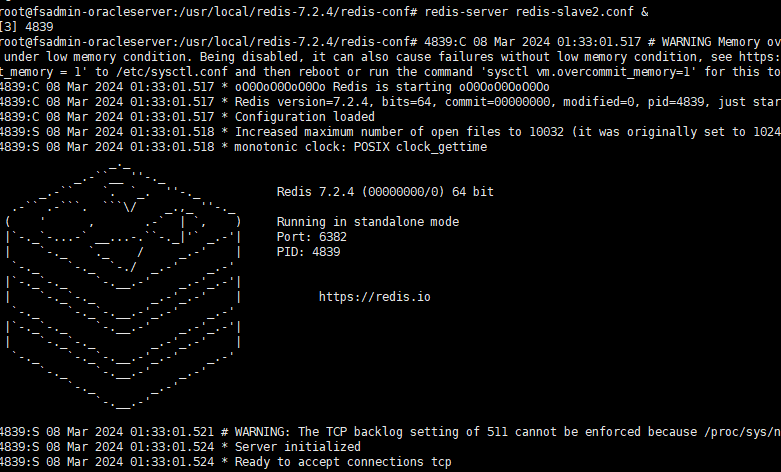 root@fsadmin-oracleserver:/usr/local/redis-7.2.4/redis-conf# redis-server redis-slave2.conf &
[3] 4839
root@fsadmin-oracleserver:/usr/local/redis-7.2.4/redis-conf# 4839:C 08 Mar 2024 01:33:01.517 # WARNING Memory ov
under low memory condition. Being disabled, it can also cause failures without low memory condition, see https:
t_memory = 1' to /etc/sysctl.conf and then reboot or run the command 'sysctl vm.overcommit_memory=1' for this to
4839:C 08 Mar 2024 01:33:01.517 * oO0OoO0OoO0Oo Redis is starting oO0OoO0OoO0Oo
4839:C 08 Mar 2024 01:33:01.517 * Redis version=7.2.4, bits=64, commit=00000000, modified=0, pid=4839, just star
4839:C 08 Mar 2024 01:33:01.517 * Configuration loaded
4839:S 08 Mar 2024 01:33:01.518 * Increased maximum number of open files to 10032 (it was originally set to 1024
4839:S 08 Mar 2024 01:33:01.518 * monotonic clock: POSIX clock_gettime
Redis 7.2.4 (00000000/0) 64 bit
Running in standalone mode
Port: 6382
PID: 4839
https://redis.io
4839:S 08 Mar 2024 01:33:01.521 # WARNING: The TCP backlog setting of 511 cannot be enforced because /proc/sys/n
4839:S 08 Mar 2024 01:33:01.524 * Server initialized
4839:S 08 Mar 2024 01:33:01.524 * Ready to accept connections tcp